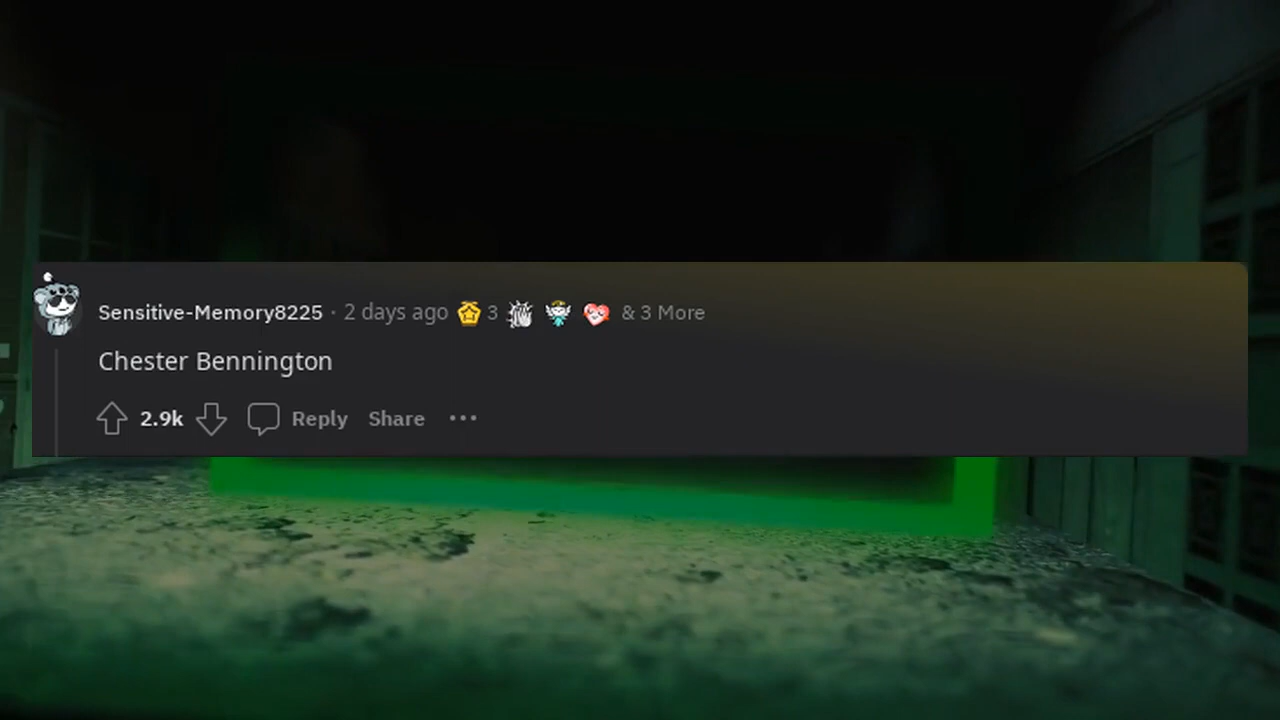 Sensitive-Memory8225 · 2 days ago 3 & 3 More
Chester Bennington
2.9k Reply Share ···